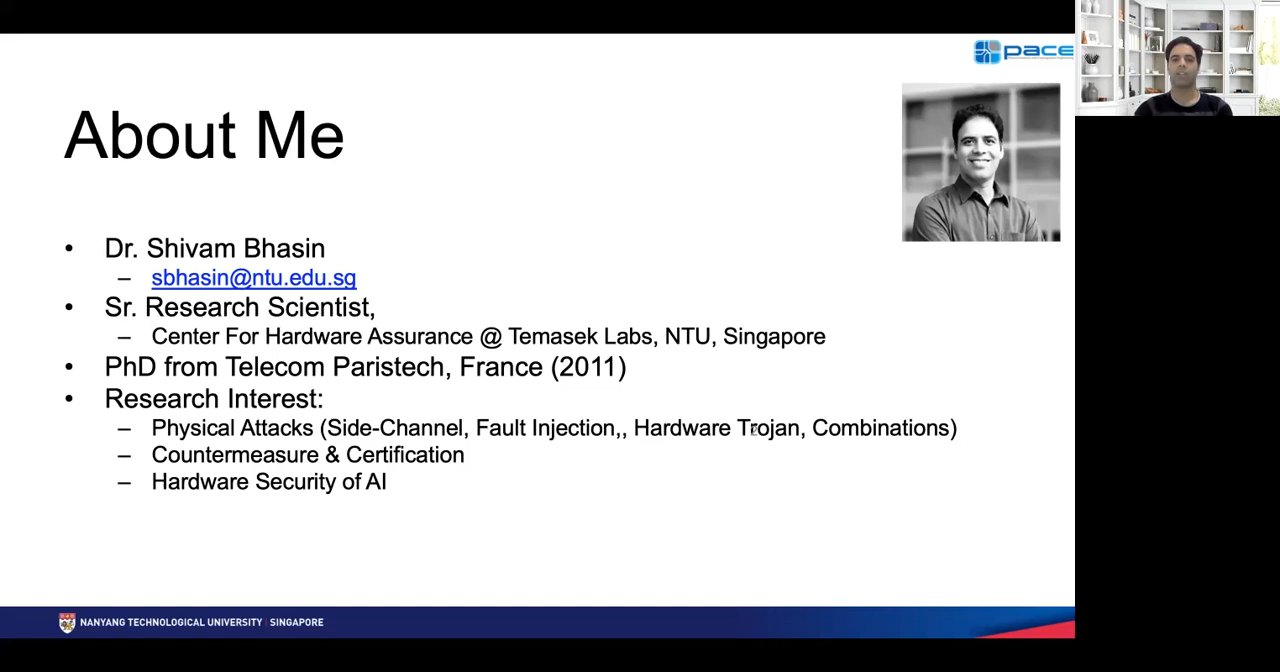 pace
About Me
• Dr. Shivam Bhasin
– sbhasin@ntu.edu.sg
• Sr. Research Scientist,
– Center For Hardware Assurance @ Temasek Labs, NTU, Singapore
• PhD from Telecom Paristech, France (2011)
• Research Interest:
– Physical Attacks (Side-Channel, Fault Injection,, Hardware Trojan, Combinations)
– Countermeasure & Certification
– Hardware Security of AI
NANYANG TECHNOLOGICAL UNIVERSITY | SINGAPORE